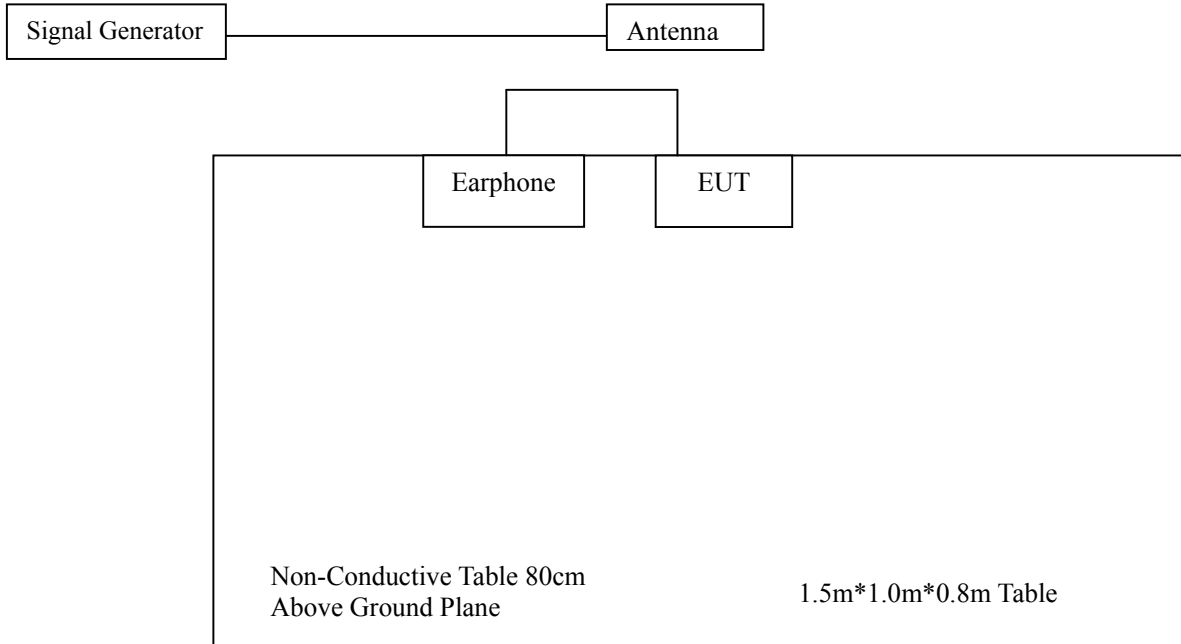 Signal Generator
Antenna
Earphone
EUT
Non-Conductive Table 80cm
Above Ground Plane
1.5m*1.0m*0.8m Table